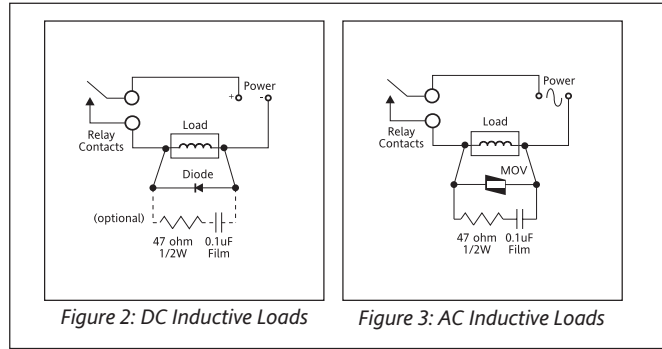 Power
+ -
Relay
Contacts
Load
Diode
(optional)
47 ohm
1/2W
0.1uF
Film
Figure 2: DC Inductive Loads
Power
Relay
Contacts
Load
MOV
47 ohm
1/2W
0.1uF
Film
Figure 3: AC Inductive Loads